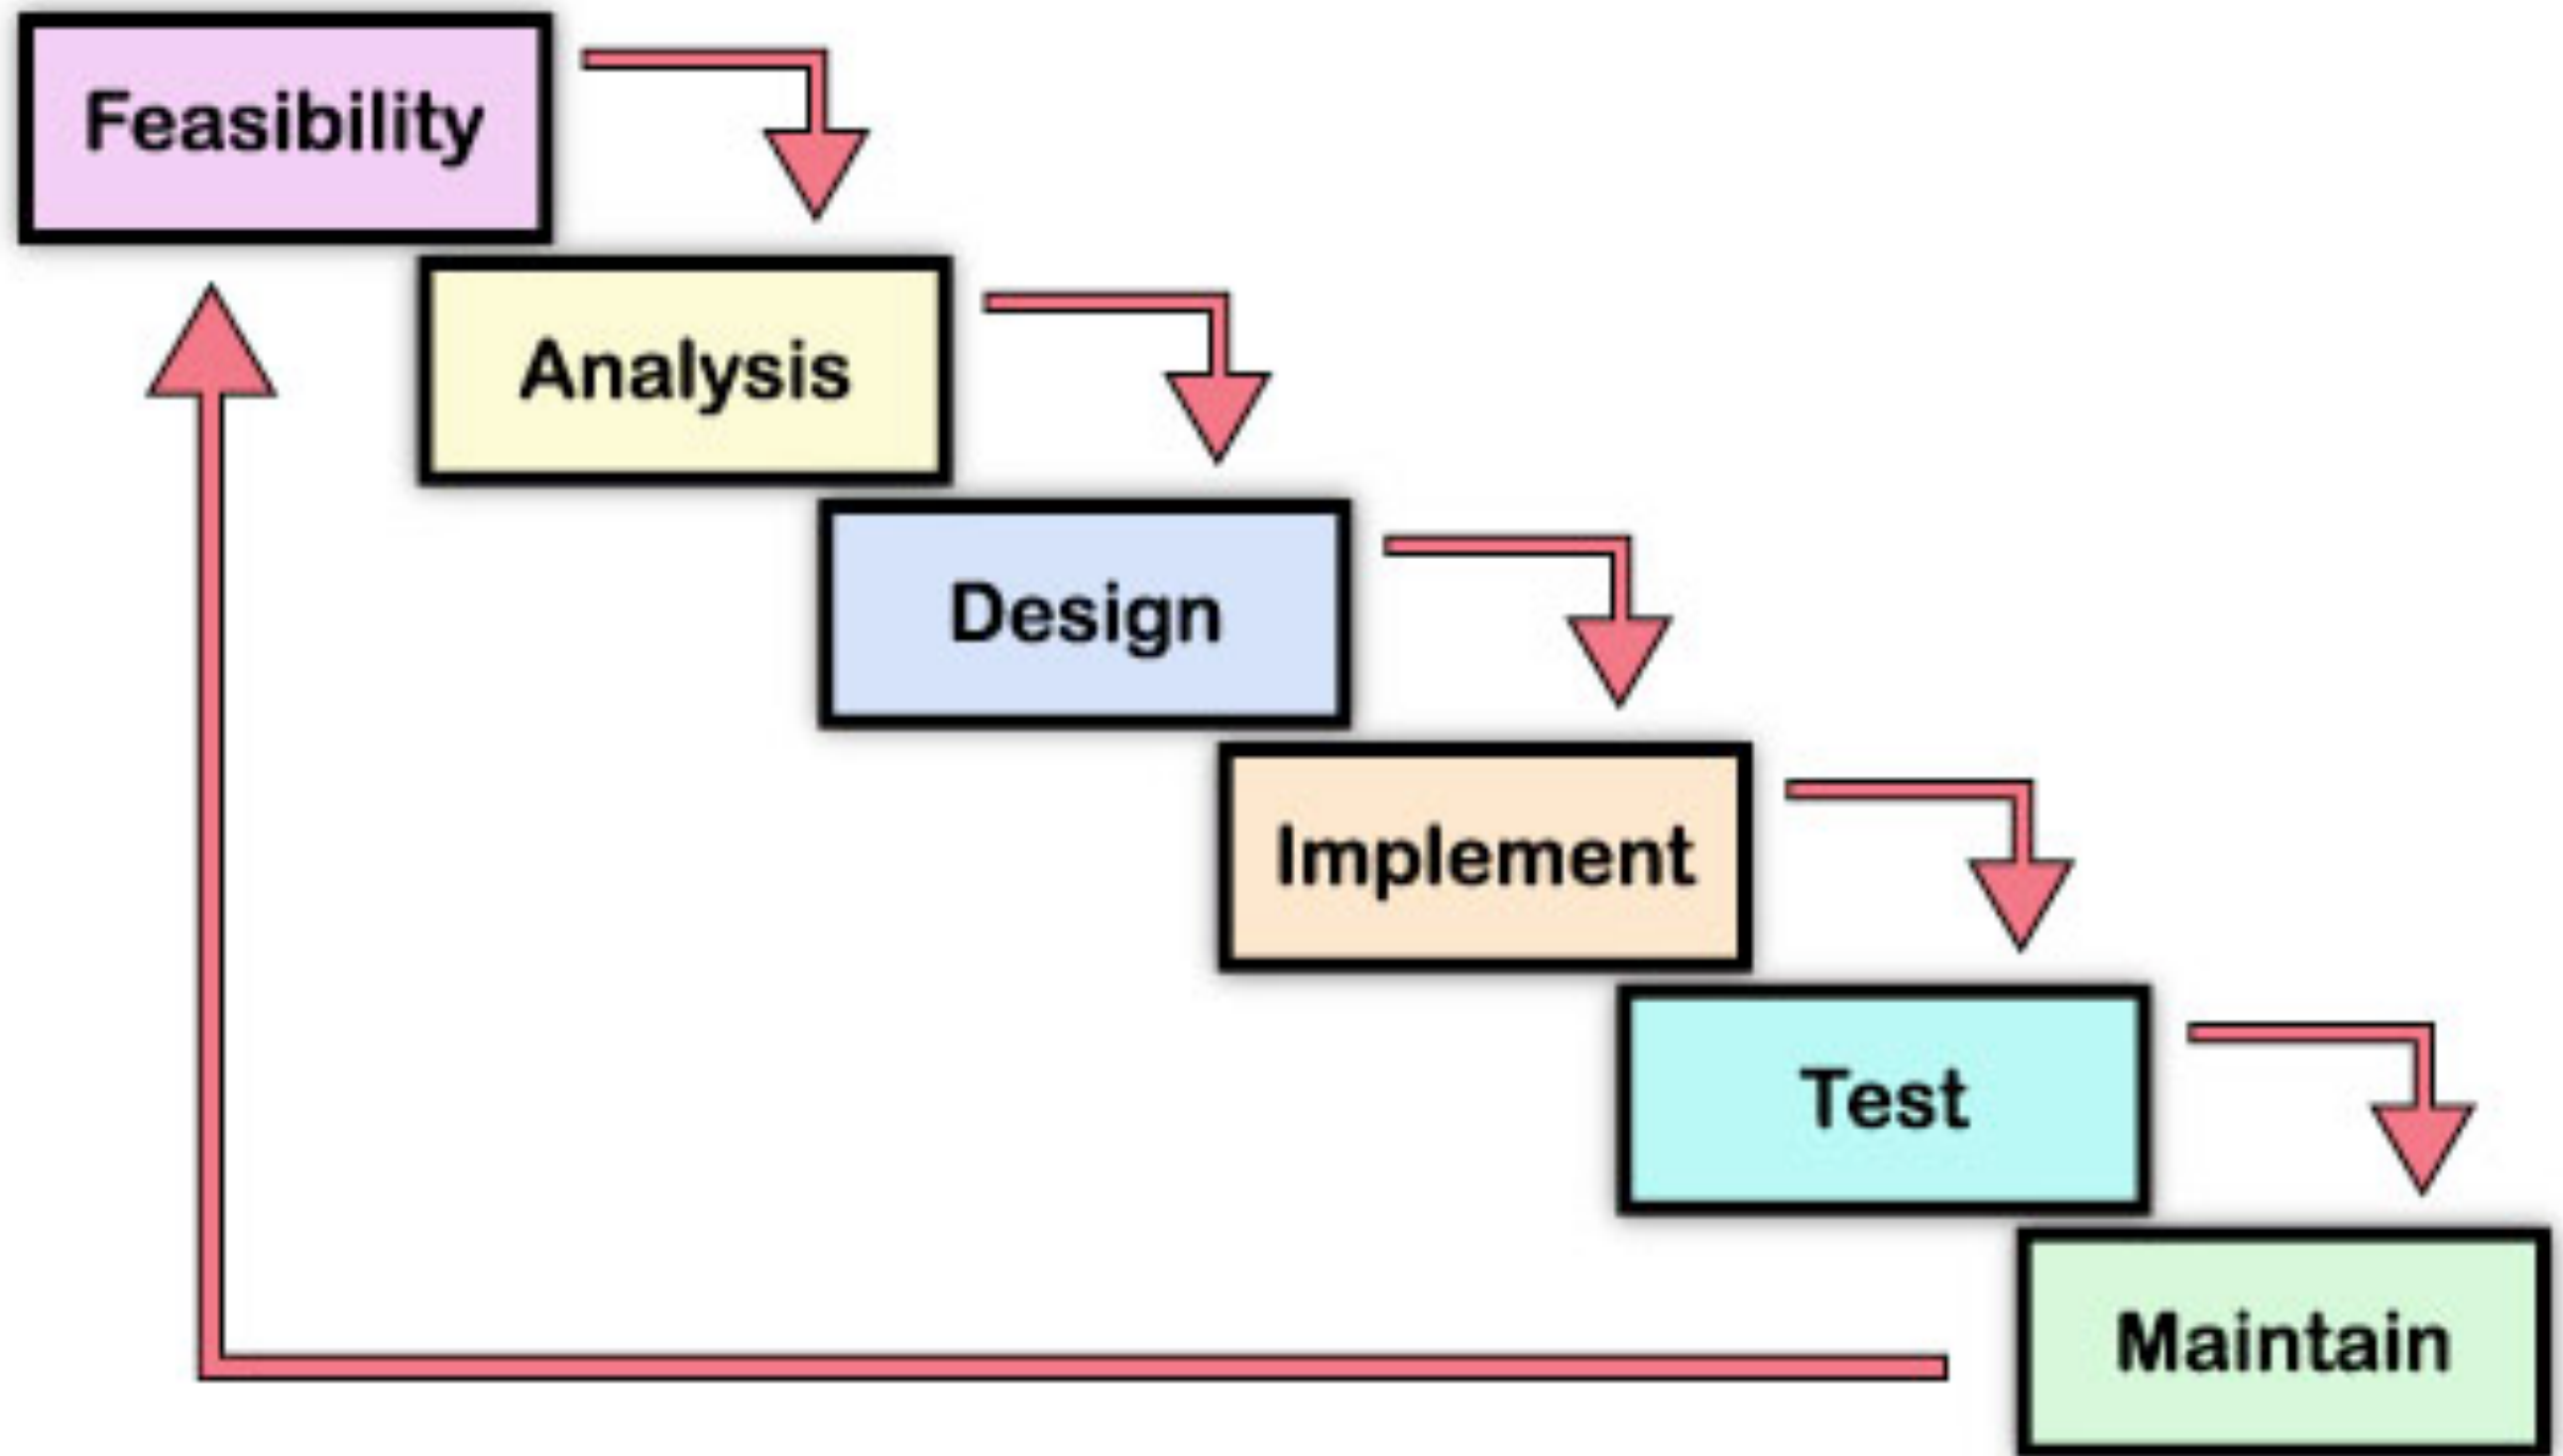 Feasibility
Analysis
Design
Implement
Test
Maintain